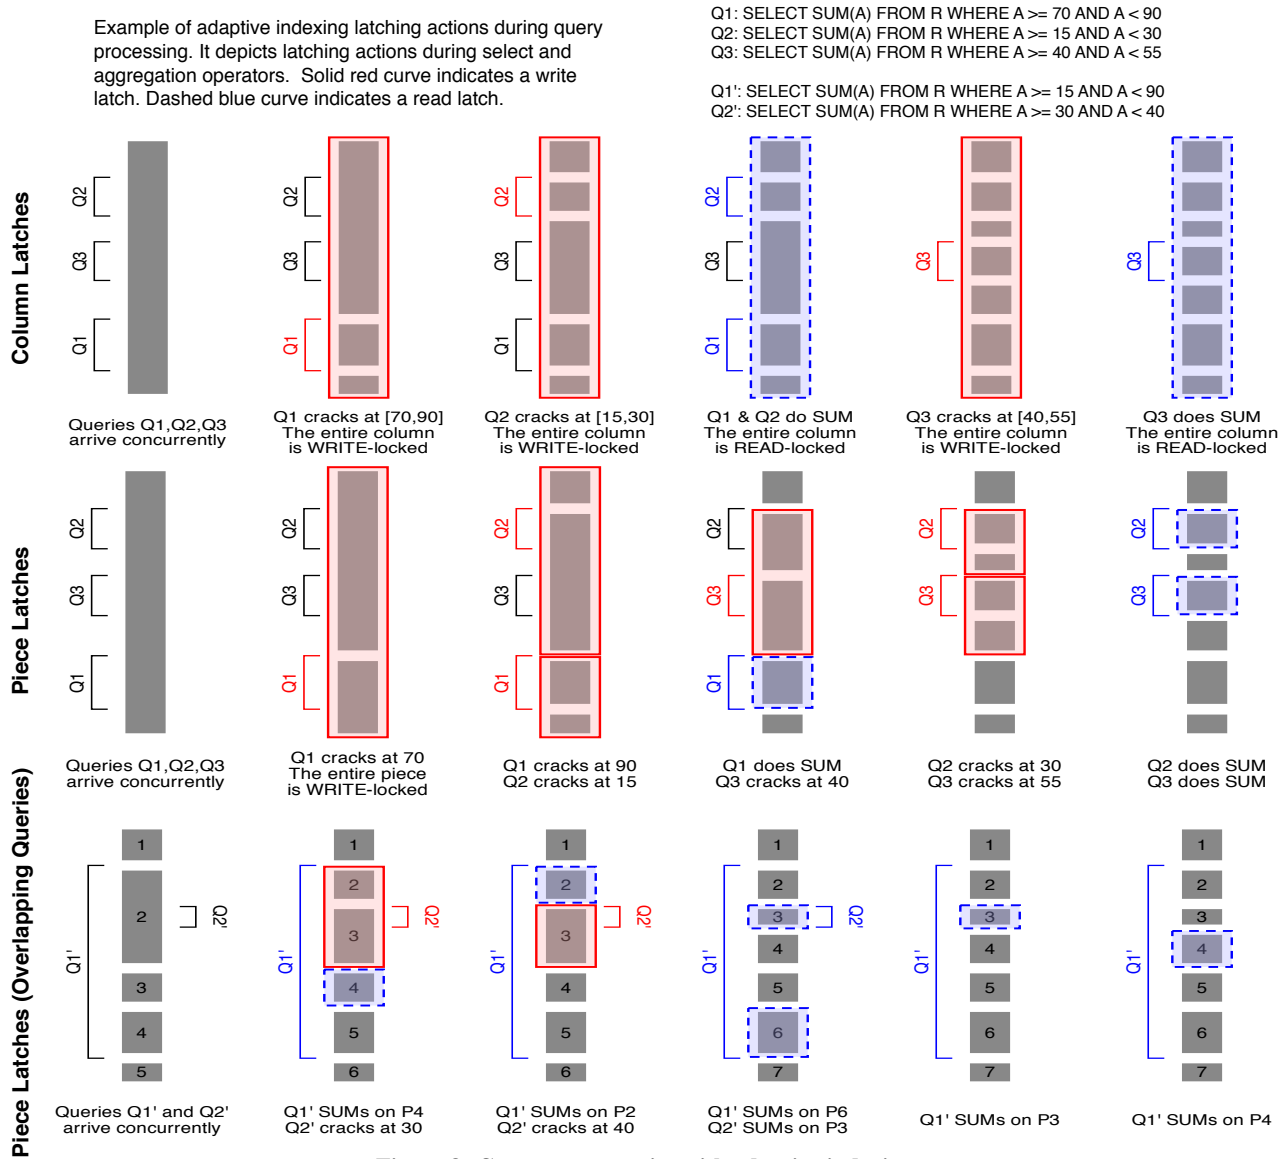 Example of adaptive indexing latching actions during query
processing. It depicts latching actions during select and
aggregation operators. Solid red curve indicates a write
latch. Dashed blue curve indicates a read latch.
Q1: SELECT SUM(A) FROM R WHERE A >= 70 AND A < 90
Q2: SELECT SUM(A) FROM R WHERE A >= 15 AND A < 30
Q3: SELECT SUM(A) FROM R WHERE A >= 40 AND A < 55
Q1': SELECT SUM(A) FROM R WHERE A >= 15 AND A < 90
Q2': SELECT SUM(A) FROM R WHERE A >= 30 AND A < 40
Column Latches
Q2
Q3
Q1
Queries Q1,Q2,Q3
arrive concurrently
Q2
Q3
Q1
Q1 cracks at [70,90]
The entire column
is WRITE-locked
Q2
Q3
Q1
Q2 cracks at [15,30]
The entire column
is WRITE-locked
Q2
Q3
Q1
Q1 & Q2 do SUM
The entire column
is READ-locked
Q3
Q3 cracks at [40,55]
The entire column
is WRITE-locked
Q3
Q3 does SUM
The entire column
is READ-locked
Piece Latches
Q2
Q3
Q1
Queries Q1,Q2,Q3
arrive concurrently
Q2
Q3
Q1
Q1 cracks at 70
The entire piece
is WRITE-locked
Q2
Q3
Q1
Q1 cracks at 90
Q2 cracks at 15
Q2
Q3
Q1
Q1 does SUM
Q3 cracks at 40
Q2
Q3
Q2 cracks at 30
Q3 cracks at 55
Q2
Q3
Q2 does SUM
Q3 does SUM
Piece Latches (Overlapping Queries)
Q1'
1
2
3
4
5
Q2'
Queries Q1' and Q2'
arrive concurrently
Q1'
1
2
3
4
5
6
Q2'
Q1' SUMs on P4
Q2' cracks at 30
Q1'
1
2
3
4
5
6
Q2'
Q1' SUMs on P2
Q2' cracks at 40
Q1'
1
2
3
4
5
6
7
Q2'
Q1' SUMs on P6
Q2' SUMs on P3
Q1'
1
2
3
4
5
6
7
Q1' SUMs on P3
Q1'
1
2
3
4
5
6
7
Q1' SUMs on P4